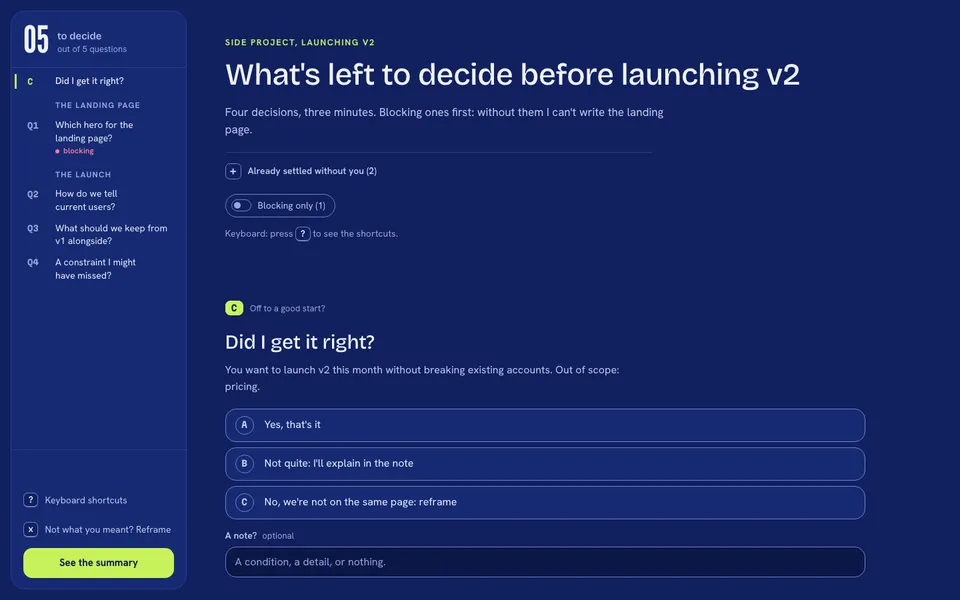 05
to decide
out of 5 questions
C
Did I get it right?
THE LANDING PAGE
Q1
Which hero for the
landing page?
blocking
THE LAUNCH
Q2
How do we tell
current users?
Q3
What should we keep from
v1 alongside?
Q4
A constraint I might
have missed?
? Keyboard shortcuts
x Not what you meant? Reframe
See the summary
SIDE PROJECT, LAUNCHING V2
What's left to decide before launching v2
Four decisions, three minutes. Blocking ones first: without them I can't write the landing
page.
+ Already settled without you (2)
Blocking only (1)
Keyboard: press ? to see the shortcuts.
C Off to a good start?
Did I get it right?
You want to launch v2 this month without breaking existing accounts. Out of scope:
pricing.
A Yes, that's it
B Not quite: I'll explain in the note
C No, we're not on the same page: reframe
A note? optional
A condition, a detail, or nothing.